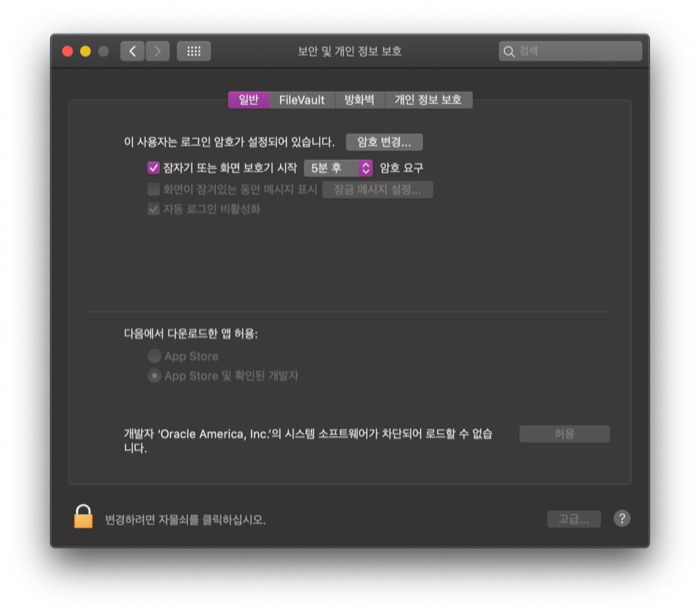 보안 및 개인 정보 보호
검색
일반 FileVault 방화벽 개인 정보 보호
이 사용자는 로그인 암호가 설정되어 있습니다. 암호 변경...
잠자기 또는 화면 보호기 시작 5분 후 암호 요구
화면이 잠겨있는 동안 메시지 표시 잠금 메시지 설정...
자동 로그인 비활성화
다음에서 다운로드한 앱 허용:
App Store
App Store 및 확인된 개발자
개발자 ‘Oracle America, Inc.’의 시스템 소프트웨어가 차단되어 로드할 수 없습
니다.
허용
변경하려면 자물쇠를 클릭하십시오.
고급...
?